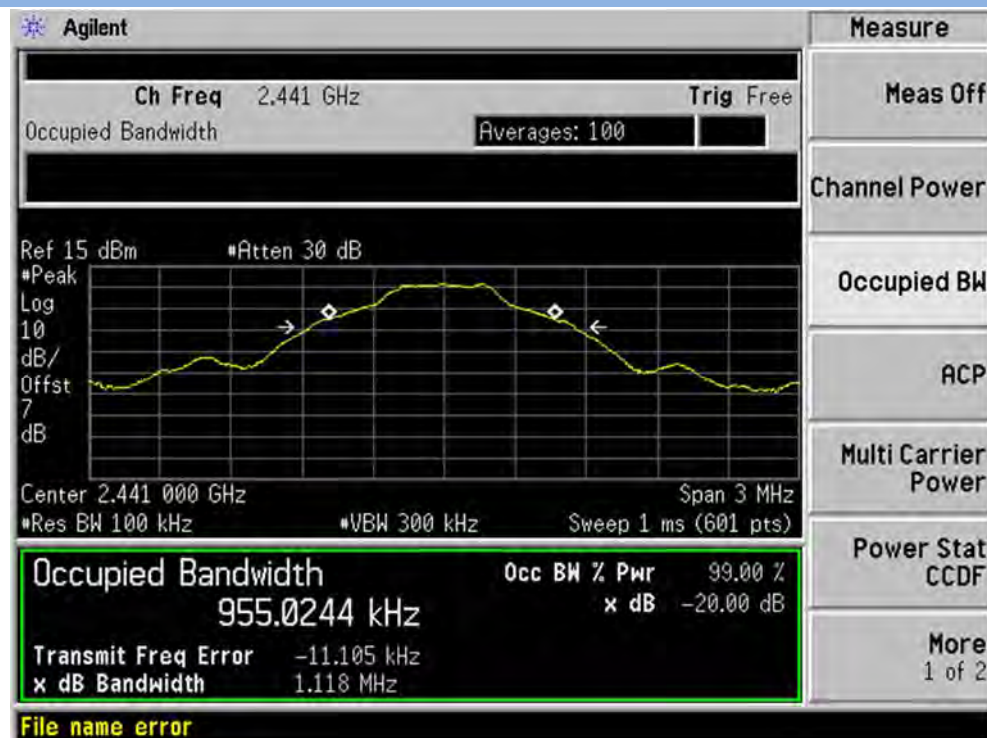 Agilent
Measure
Ch Freq 2.441 GHz Trig Free
Occupied Bandwidth Averages: 100
Meas Off
Channel Power
Occupied BW
ACP
Multi Carrier
Power
Power Stat
CCDF
More
1 of 2
Ref 15 dBm #Atten 30 dB
#Peak
Log
10
dB/
Offst
7
dB
Center 2.441 000 GHz Span 3 MHz
#Res BW 100 kHz #VBW 300 kHz Sweep 1 ms (601 pts)
Occupied Bandwidth
955.0244 kHz
Occ BW % Pwr 99.00 %
x dB -20.00 dB
Transmit Freq Error -11.105 kHz
x dB Bandwidth 1.118 MHz
File name error